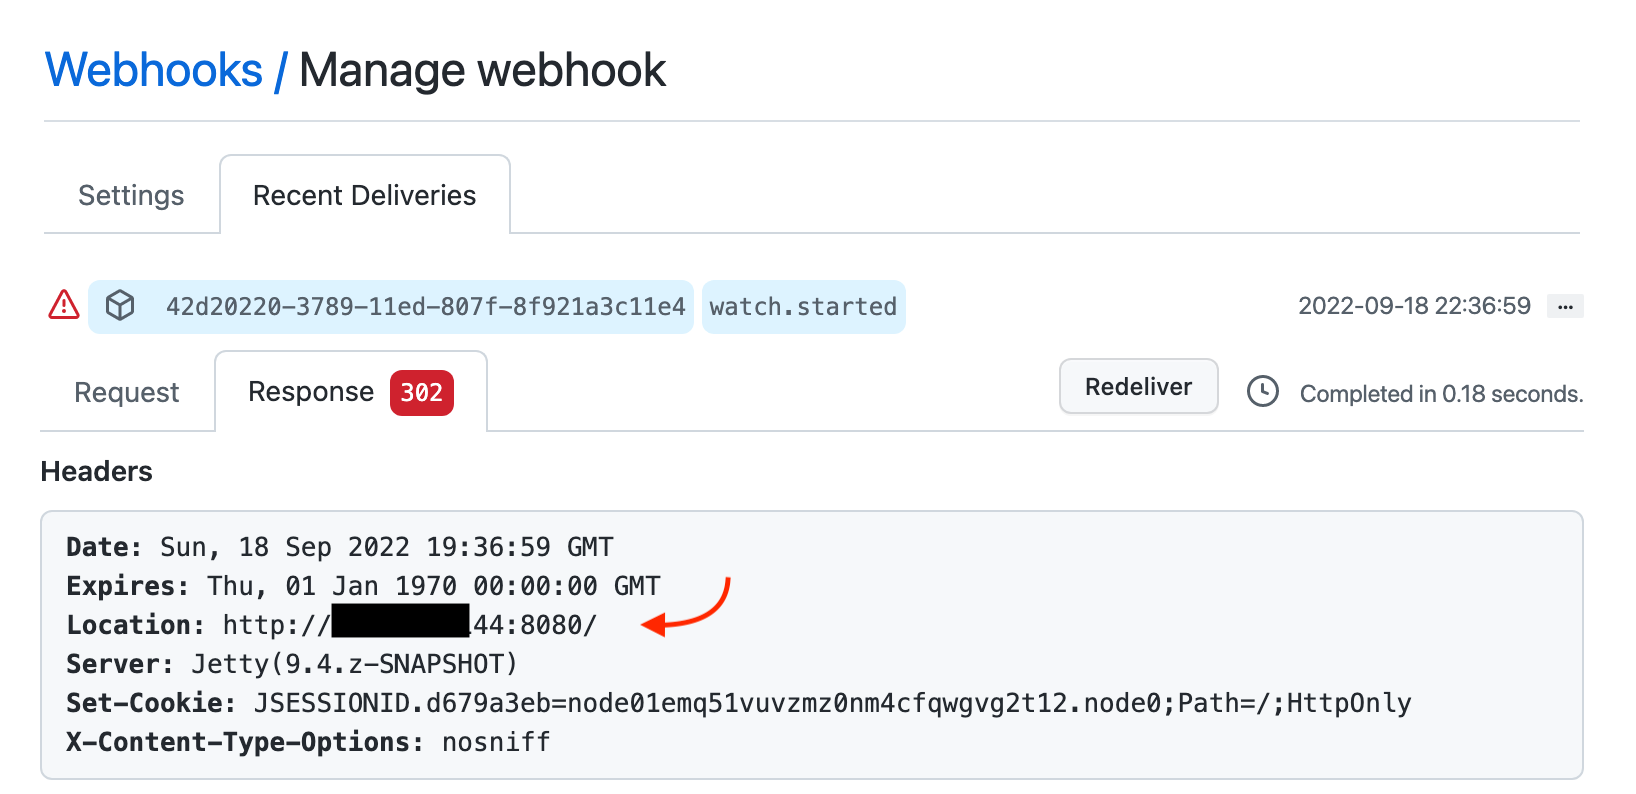 Webhooks / Manage webhook
Settings
Recent Deliveries
42d20220-3789-11ed-807f-8f921a3c11e4 watch.started 2022-09-18 22:36:59 ...
Request
Response 302
Redeliver
Completed in 0.18 seconds.
Headers
Date: Sun, 18 Sep 2022 19:36:59 GMT
Expires: Thu, 01 Jan 1970 00:00:00 GMT
Location: http:// .44:8080/
Server: Jetty(9.4.z-SNAPSHOT)
Set-Cookie: JSESSIONID.d679a3eb=node01emq51vuvzmz0nm4cfqwgvg2t12.node0;Path=/;HttpOnly
X-Content-Type-Options: nosniff